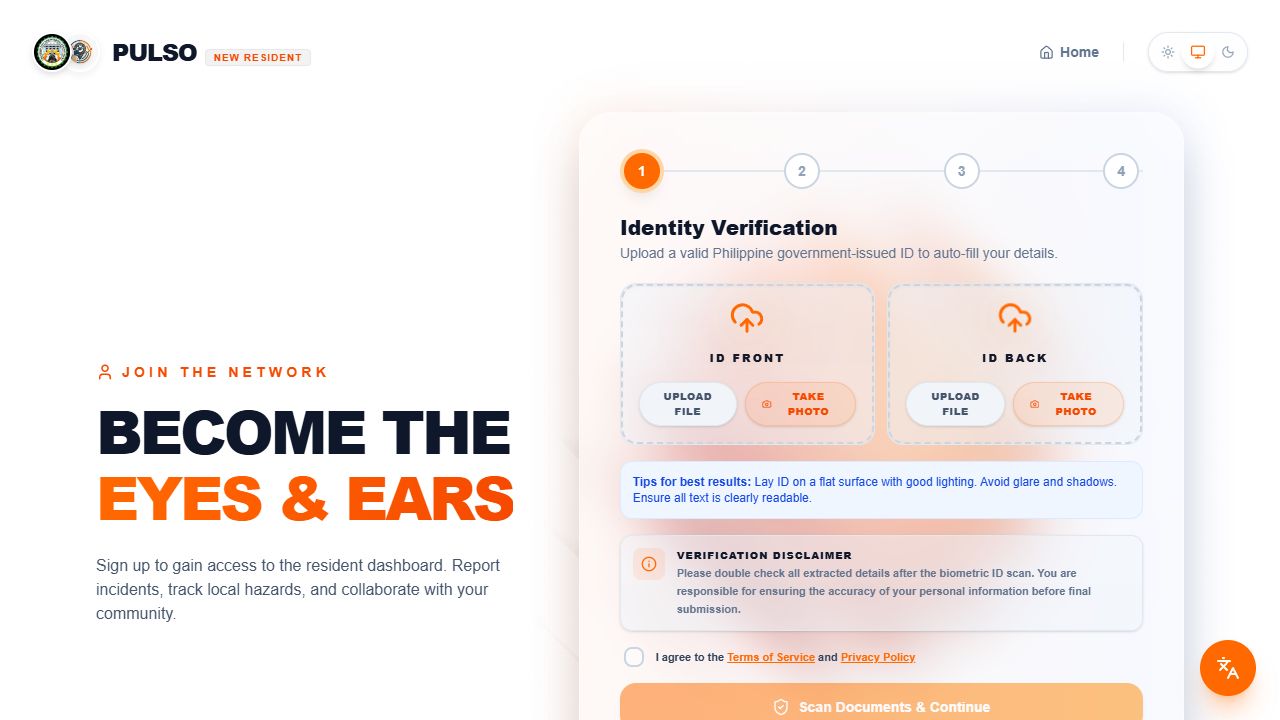 PULSO
NEW RESIDENT
Home
JOIN THE NETWORK
BECOME THE
EYES & EARS
Sign up to gain access to the resident dashboard. Report
incidents, track local hazards, and collaborate with your
community.
1
2
3
4
Identity Verification
Upload a valid Philippine government-issued ID to auto-fill your details.
ID FRONT
UPLOAD
FILE
TAKE
PHOTO
ID BACK
UPLOAD
FILE
TAKE
PHOTO
Tips for best results: Lay ID on a flat surface with good lighting. Avoid glare and shadows.
Ensure all text is clearly readable.
VERIFICATION DISCLAIMER
Please double check all extracted details after the biometric ID scan. You are
responsible for ensuring the accuracy of your personal information before final
submission.
I agree to the Terms of Service and Privacy Policy
Scan Documents & Continue